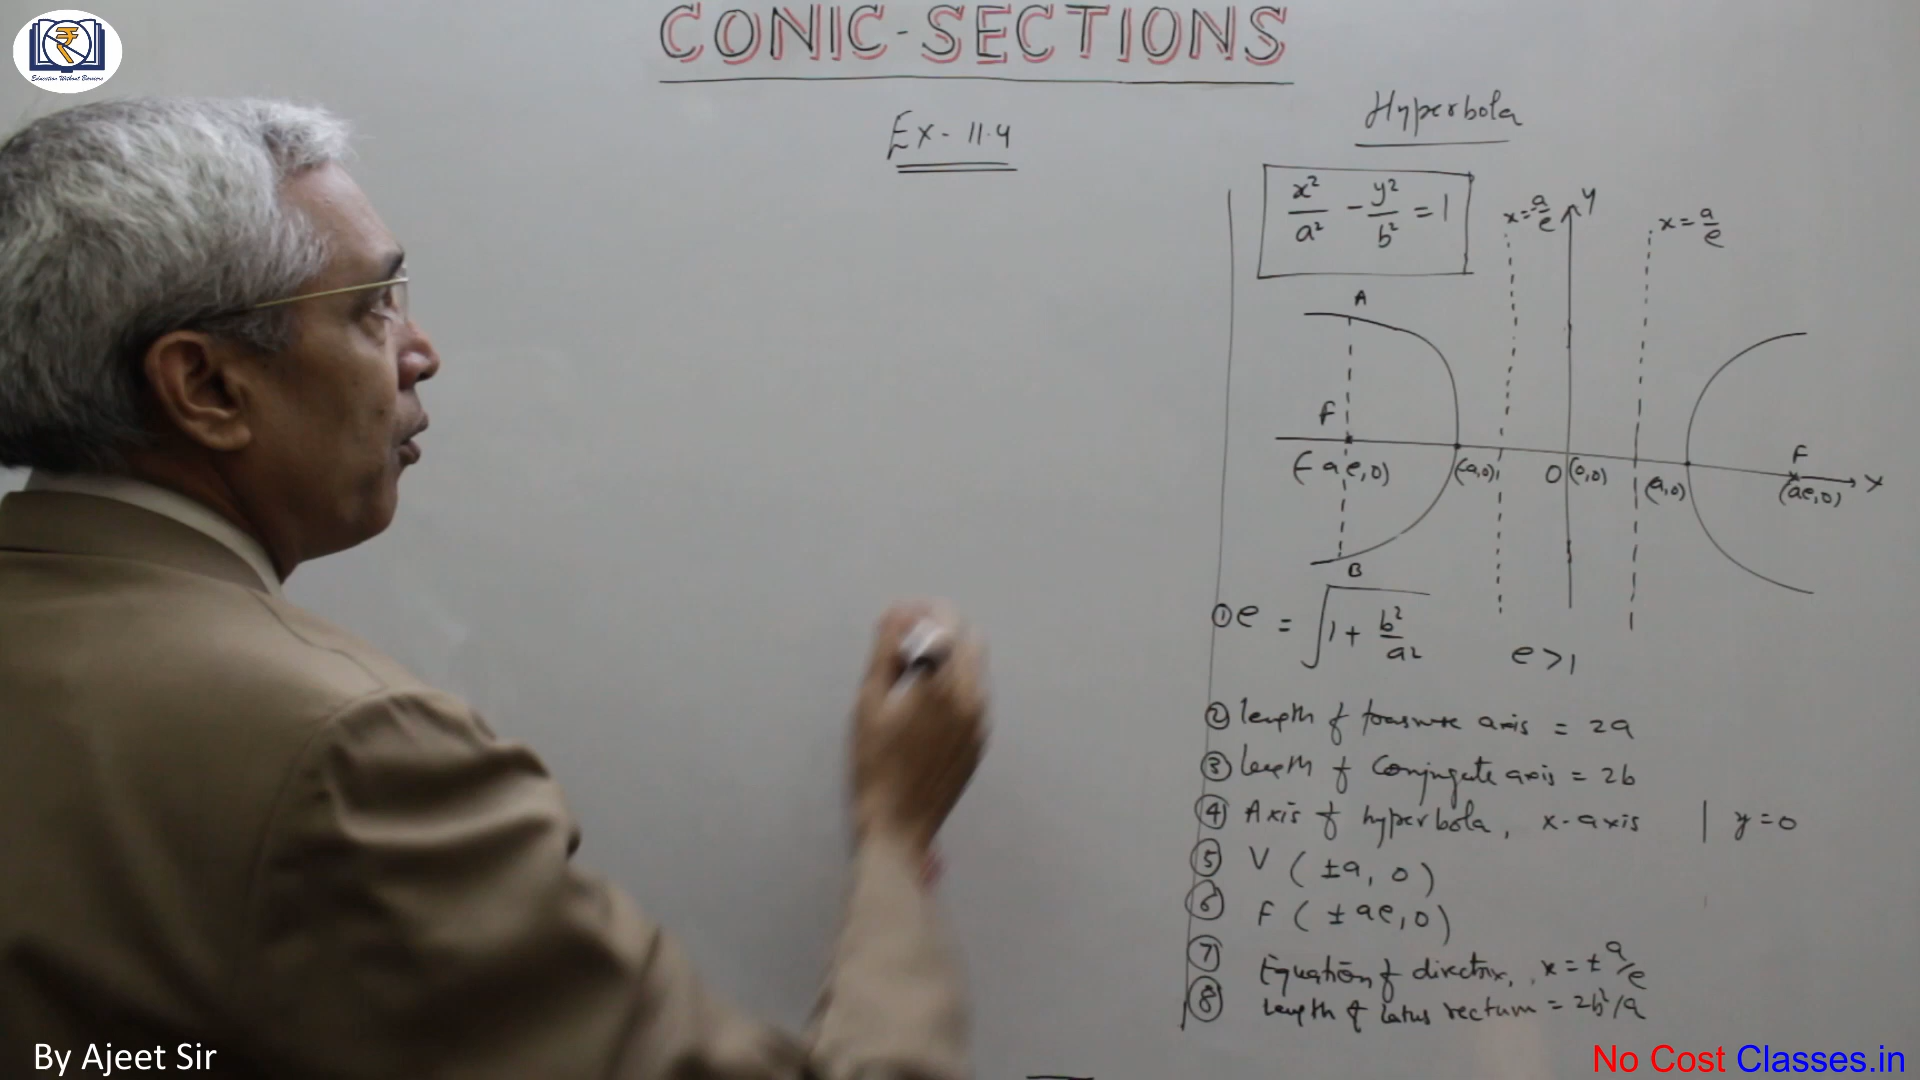 ₹
Education Without Barriers
CONIC-SECTIONS
Ex- 11.4
Hyperbola
x²/a² - y²/b² = 1
x=-a/e
y
x=a/e
A
F
(-ae,0)
(-a,0)
O (0,0)
(a,0)
F
(ae,0)
x
B
① e = √1 + b²/a²
e>1
② length of transverse axis = 2a
③ length of Conjugate axis = 2b
④ Axis of hyperbola, x-axis | y=0
⑤ V (±a, 0)
⑥ F (±ae, 0)
⑦ Equation of directrix, x=±a/e
⑧ length of latus rectum = 2b²/a
By Ajeet Sir
No Cost Classes.in